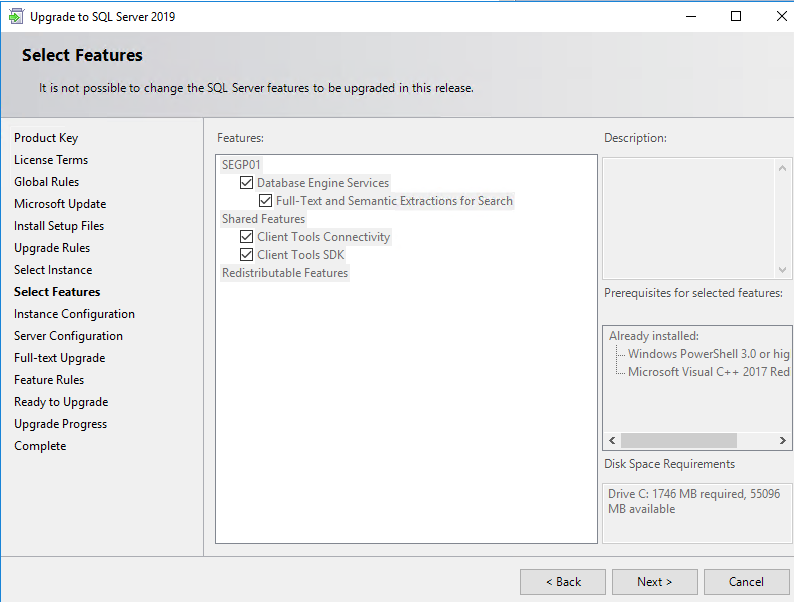 Upgrade to SQL Server 2019
Select Features
It is not possible to change the SQL Server features to be upgraded in this release.
Product Key
License Terms
Global Rules
Microsoft Update
Install Setup Files
Upgrade Rules
Select Instance
Select Features
Instance Configuration
Server Configuration
Full-text Upgrade
Feature Rules
Ready to Upgrade
Upgrade Progress
Complete
Features:
SEGP01
Database Engine Services
Full-Text and Semantic Extractions for Search
Shared Features
Client Tools Connectivity
Client Tools SDK
Redistributable Features
Description:
Prerequisites for selected features:
Already installed:
Windows PowerShell 3.0 or hig
Microsoft Visual C++ 2017 Red
Disk Space Requirements
Drive C: 1746 MB required, 55096
MB available
< Back
Next >
Cancel